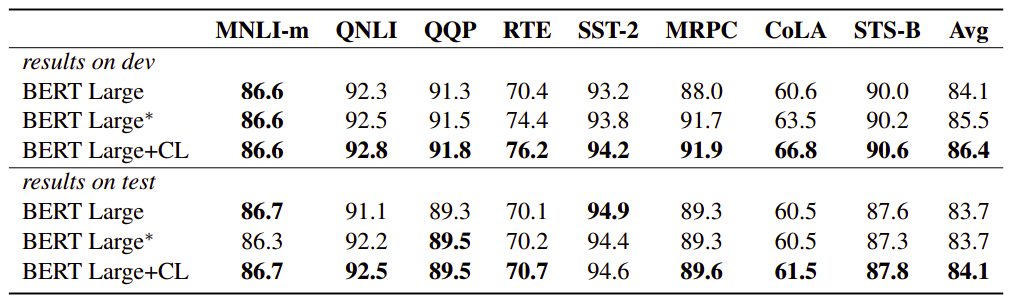 MNLI-m QNLI QQP RTE SST-2 MRPC CoLA STS-B Avg
results on dev
BERT Large 86.6 92.3 91.3 70.4 93.2 88.0 60.6 90.0 84.1
BERT Large* 86.6 92.5 91.5 74.4 93.8 91.7 63.5 90.2 85.5
BERT Large+CL 86.6 92.8 91.8 76.2 94.2 91.9 66.8 90.6 86.4
results on test
BERT Large 86.7 91.1 89.3 70.1 94.9 89.3 60.5 87.6 83.7
BERT Large* 86.3 92.2 89.5 70.2 94.4 89.3 60.5 87.3 83.7
BERT Large+CL 86.7 92.5 89.5 70.7 94.6 89.6 61.5 87.8 84.1